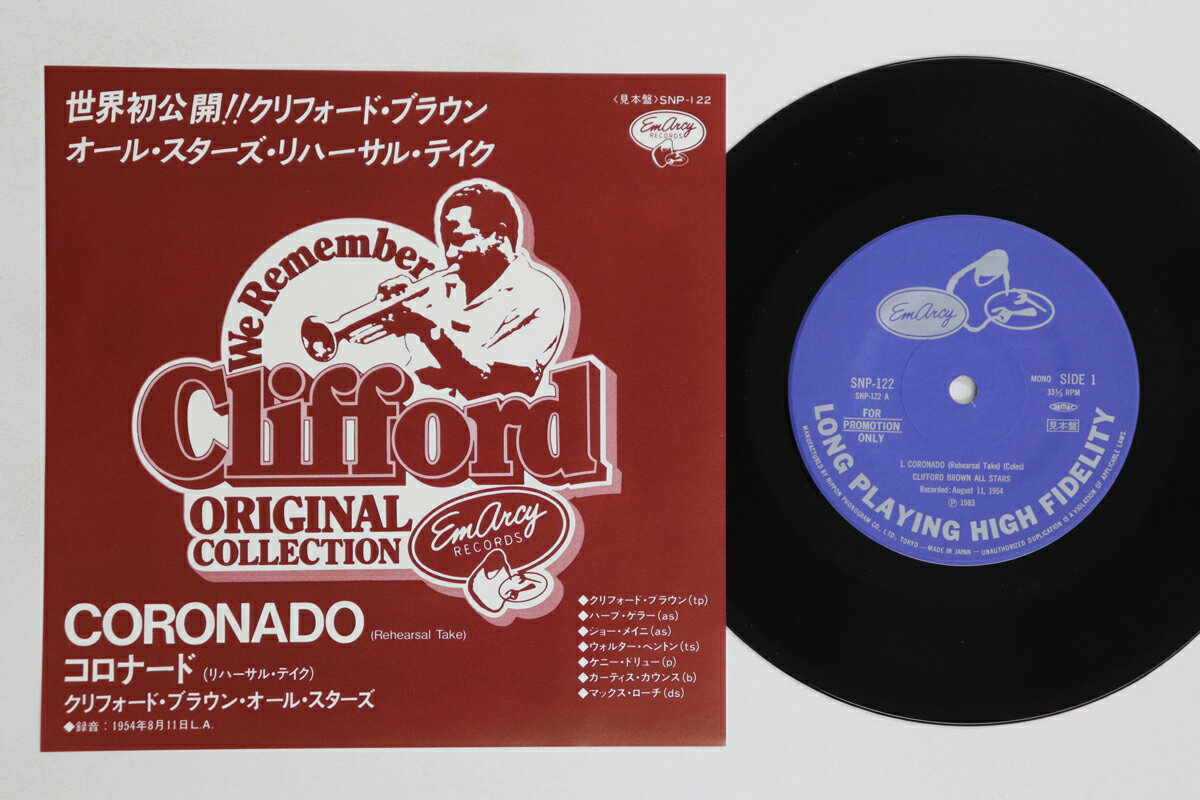 世界初公開!!クリフォード・ブラウン
オール・スターズ・リハーサル・テイク
〈見本盤〉SNP-122
EmArcy
RECORDS
We Remember
Clifford
ORIGINAL
COLLECTION
EmArcy
RECORDS
CORONADO (Rehearsal Take)
コロナード (リハーサル・テイク)
クリフォード・ブラウン・オール・スターズ
◆録音：1954年8月11日L.A.
◆クリフォード・ブラウン(tp)
◆ハーブ・ゲラー(as)
◆ジョー・メイニ(as)
◆ウォルター・ベントン(ts)
◆ケニー・ドリュー(p)
◆カーティス・カウンス(b)
◆マックス・ローチ(ds)
EmArcy
SNP-122
SNP-122 A
FOR
PROMOTION
ONLY
MONO SIDE 1
33⅓ RPM
見本盤
1. CORONADO (Rehearsal Take) (Coles)
CLIFFORD BROWN ALL STARS
Recorded: August 11, 1954
Ⓟ 1983
LONG PLAYING HIGH FIDELITY
MANUFACTURED BY NIPPON PHONOGRAM CO., LTD. TOKYO — MADE IN JAPAN — UNAUTHORIZED DUPLICATION IS A VIOLATION OF APPLICABLE LAWS.